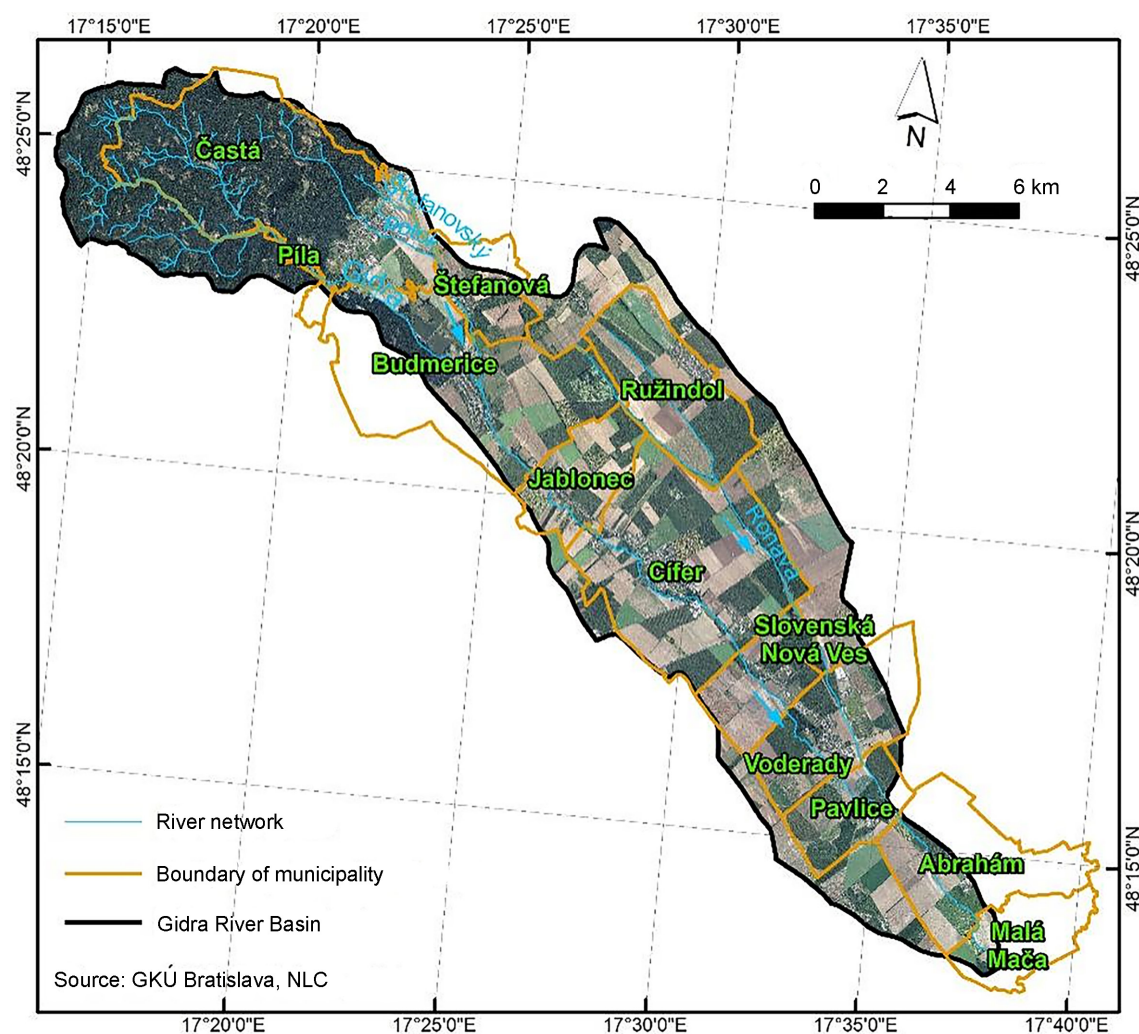 17°15'0"E
17°20'0"E
17°25'0"E
17°30'0"E
17°35'0"E
48°25'0"N
48°20'0"N
48°15'0"N
48°25'0"N
48°20'0"N
48°15'0"N
N
0 2 4 6 km
Častá
Štefanovský
potok
Píla
Gidra
Štefanová
Budmerice
Ružindol
Jablonec
Ronava
Cífer
Slovenská
Nová Ves
Voderady
Pavlice
Abrahám
Malá
Mača
River network
Boundary of municipality
Gidra River Basin
Source: GKÚ Bratislava, NLC
17°20'0"E
17°25'0"E
17°30'0"E
17°35'0"E
17°40'0"E